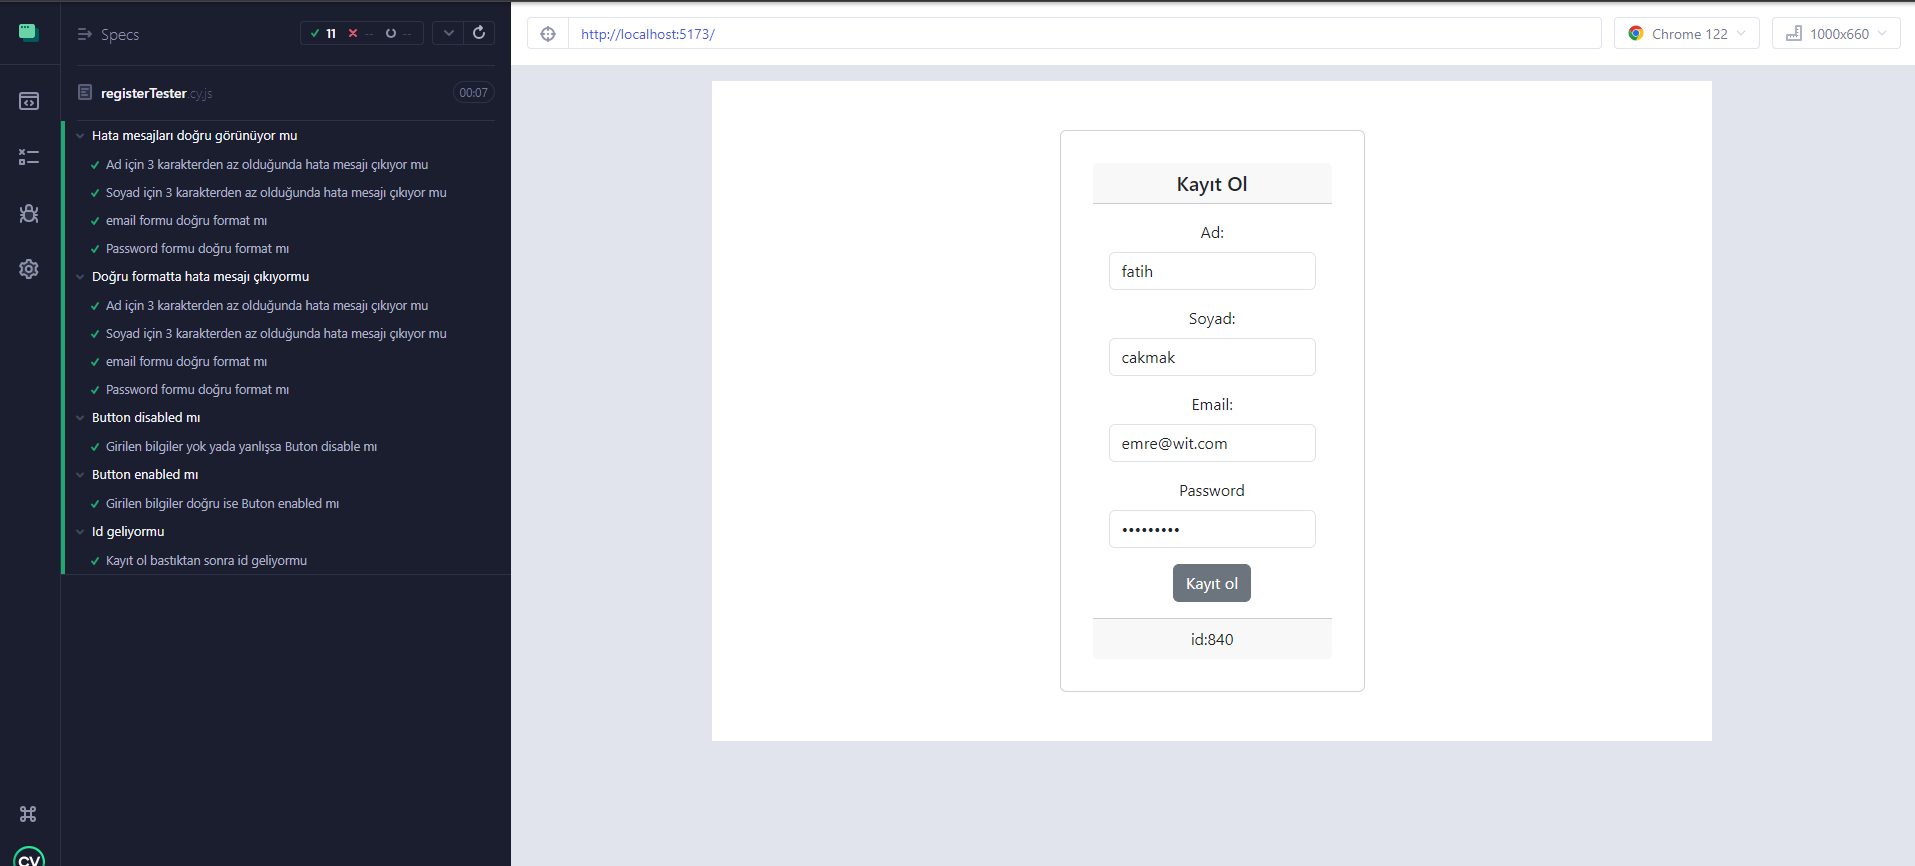 Specs
11 -- --
registerTester.cy.js
00:07
Hata mesajları doğru görünüyor mu
Ad için 3 karakterden az olduğunda hata mesajı çıkıyor mu
Soyad için 3 karakterden az olduğunda hata mesajı çıkıyor mu
email formu doğru format mı
Password formu doğru format mı
Doğru formatta hata mesajı çıkıyormu
Ad için 3 karakterden az olduğunda hata mesajı çıkıyor mu
Soyad için 3 karakterden az olduğunda hata mesajı çıkıyor mu
email formu doğru format mı
Password formu doğru format mı
Button disabled mı
Girilen bilgiler yok yada yanlışsa Buton disable mı
Button enabled mı
Girilen bilgiler doğru ise Buton enabled mı
Id geliyormu
Kayıt ol bastıktan sonra id geliyormu
CV
http://localhost:5173/
Chrome 122
1000x660
Kayıt Ol
Ad:
fatih
Soyad:
cakmak
Email:
emre@wit.com
Password
•••••••••
Kayıt ol
id:840